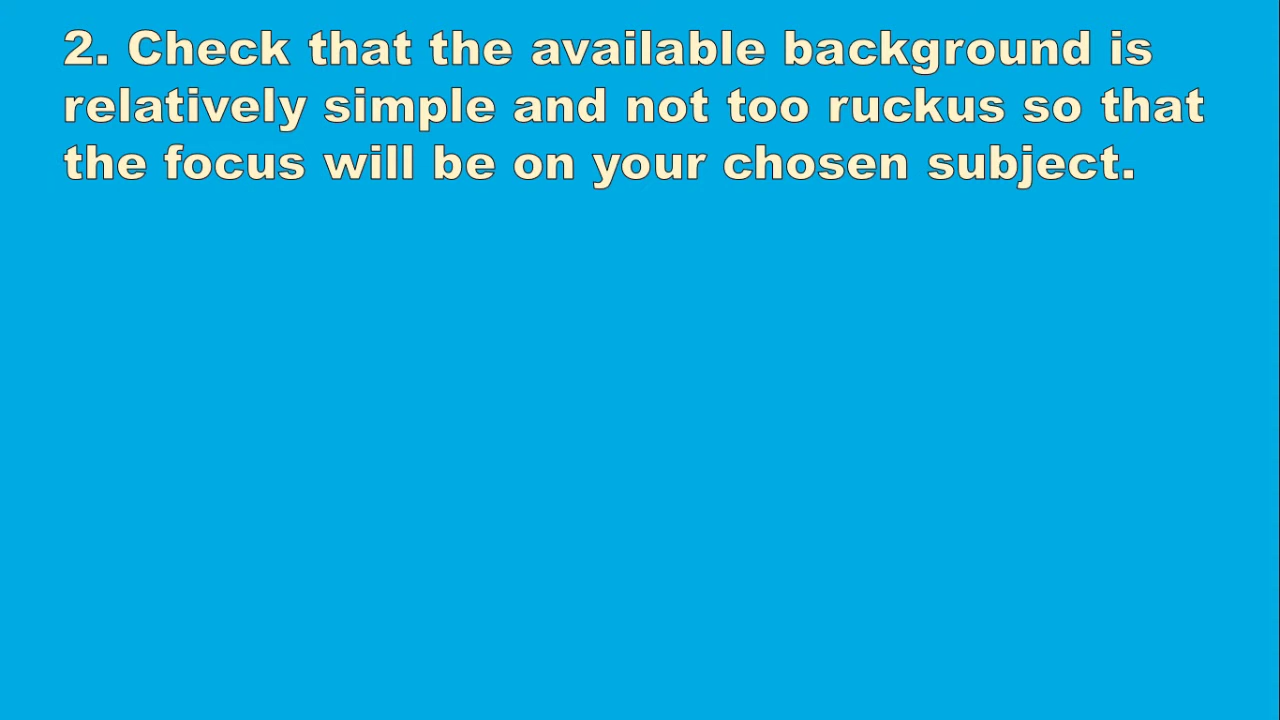 2. Check that the available background is
relatively simple and not too ruckus so that
the focus will be on your chosen subject.